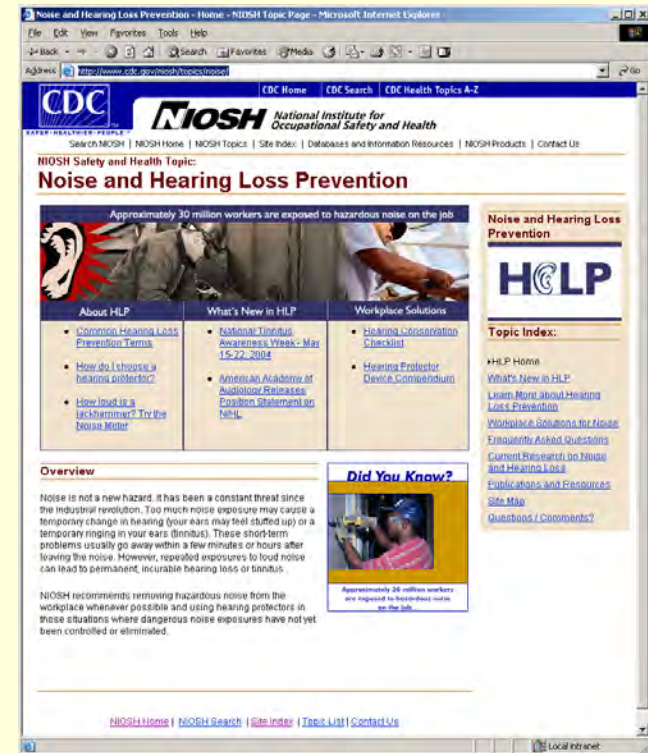 Noise and Hearing Loss Prevention - Home - NIOSH Topic Page - Microsoft Internet Explorer
File Edit View Favorites Tools Help
Back Search Favorites Media
Address http://www.cdc.gov/niosh/topics/noise/ Go
CDC Home CDC Search CDC Health Topics A-Z
CDC
SAFER • HEALTHIER • PEOPLE™
NIOSH National Institute for
Occupational Safety and Health
Search NIOSH | NIOSH Home | NIOSH Topics | Site Index | Databases and Information Resources | NIOSH Products | Contact Us
NIOSH Safety and Health Topic:
Noise and Hearing Loss Prevention
Approximately 30 million workers are exposed to hazardous noise on the job
About HLP
Common Hearing Loss
Prevention Terms
How do I choose a
hearing protector?
How loud is a
jackhammer? Try the
Noise Meter
What's New in HLP
National Tinnitus
Awareness Week - May
15-22, 2004
American Academy of
Audiology Releases
Position Statement on
NIHL
Workplace Solutions
Hearing Conservation
Checklist
Hearing Protector
Device Compendium
Noise and Hearing Loss
Prevention
HLP
Topic Index:
HLP Home
What's New in HLP
Learn More about Hearing
Loss Prevention
Workplace Solutions for Noise
Frequently Asked Questions
Current Research on Noise
and Hearing Loss
Publications and Resources
Site Map
Questions / Comments?
Overview
Noise is not a new hazard. It has been a constant threat since
the industrial revolution. Too much noise exposure may cause a
temporary change in hearing (your ears may feel stuffed up) or a
temporary ringing in your ears (tinnitus). These short-term
problems usually go away within a few minutes or hours after
leaving the noise. However, repeated exposures to loud noise
can lead to permanent, incurable hearing loss or tinnitus.
NIOSH recommends removing hazardous noise from the
workplace whenever possible and using hearing protectors in
those situations where dangerous noise exposures have not yet
been controlled or eliminated.
Did You Know?
Approximately 30 million workers
are exposed to hazardous noise
on the job...
NIOSH Home | NIOSH Search | Site Index | Topic List | Contact Us
Local intranet